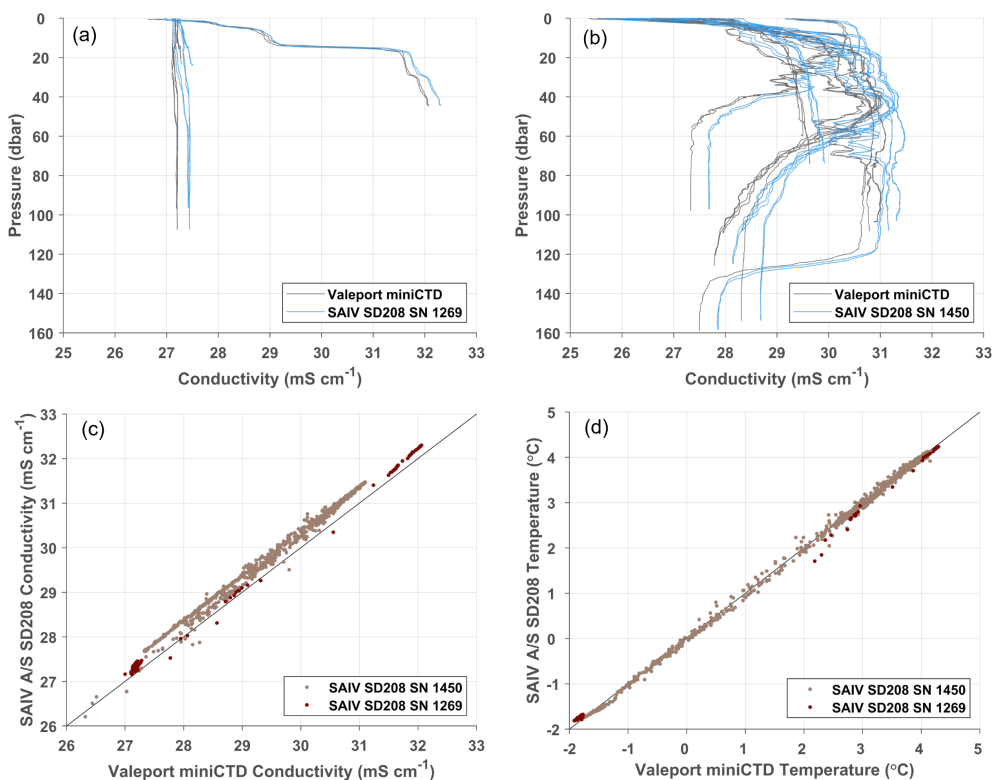 (a)
0
20
40
60
80
100
120
140
160
Pressure (dbar)
25 26 27 28 29 30 31 32 33
Conductivity (mS cm-1)
Valeport miniCTD
SAIV SD208 SN 1269
(b)
0
20
40
60
80
100
120
140
160
Pressure (dbar)
25 26 27 28 29 30 31 32 33
Conductivity (mS cm-1)
Valeport miniCTD
SAIV SD208 SN 1450
(c)
33
32
31
30
29
28
27
26
SAIV A/S SD208 Conductivity (mS cm-1)
26 27 28 29 30 31 32 33
Valeport miniCTD Conductivity (mS cm-1)
SAIV SD208 SN 1450
SAIV SD208 SN 1269
(d)
5
4
3
2
1
0
-1
-2
SAIV A/S SD208 Temperature (°C)
-2 -1 0 1 2 3 4 5
Valeport miniCTD Temperature (°C)
SAIV SD208 SN 1450
SAIV SD208 SN 1269